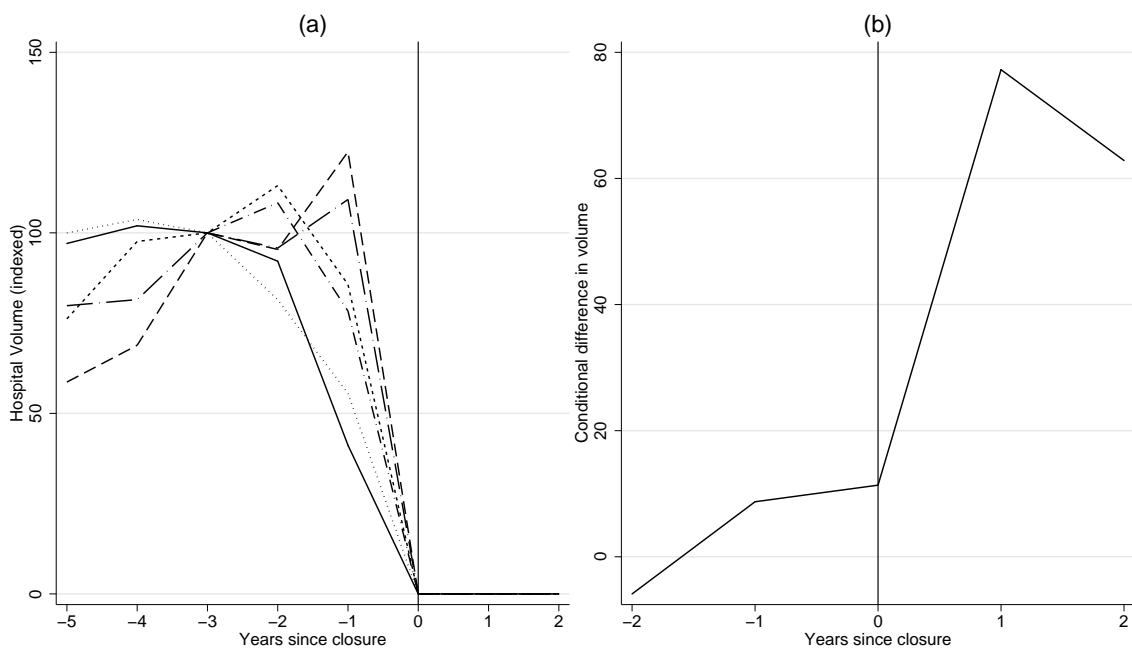 (a)
Hospital Volume (indexed)
150
100
50
0
−5 −4 −3 −2 −1 0 1 2
Years since closure
(b)
Conditional difference in volume
80
60
40
20
0
−2 −1 0 1 2
Years since closure